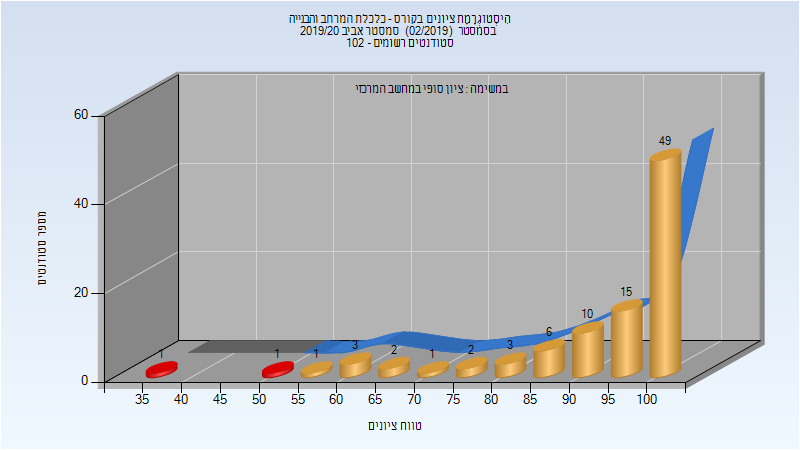 היסטוגרמת ציונים בקורס - כלכלת המרחב והבנייה
בסמסטר (02/2019) סמסטר אביב 2019/20
סטודנטים רשומים - 102
במשימה : ציון סופי במחשב המרכזי
מספר סטודנטים
60
40
20
0
1
1
1
3
2
1
2
3
6
10
15
49
35 40 45 50 55 60 65 70 75 80 85 90 95 100
טווח ציונים